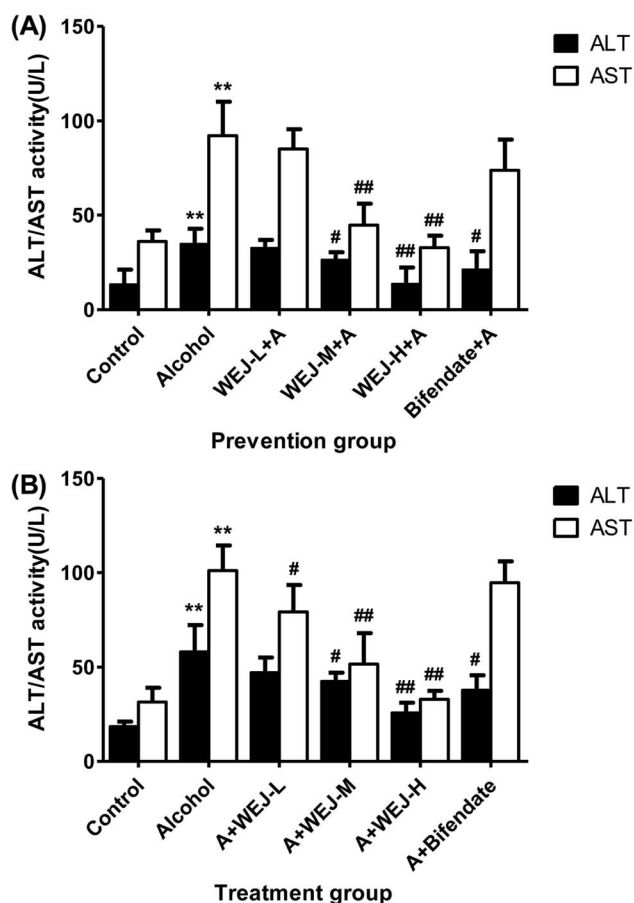 (A)
150
ALT
AST
100
50
0
ALT/AST activity(U/L)
**
**
#
##
##
##
#
Control
Alcohol
WEJ-L+A
WEJ-M+A
WEJ-H+A
Bifendate+A
Prevention group
(B)
150
ALT
AST
100
50
0
ALT/AST activity(U/L)
**
**
#
#
##
##
##
#
Control
Alcohol
A+WEJ-L
A+WEJ-M
A+WEJ-H
A+Bifendate
Treatment group